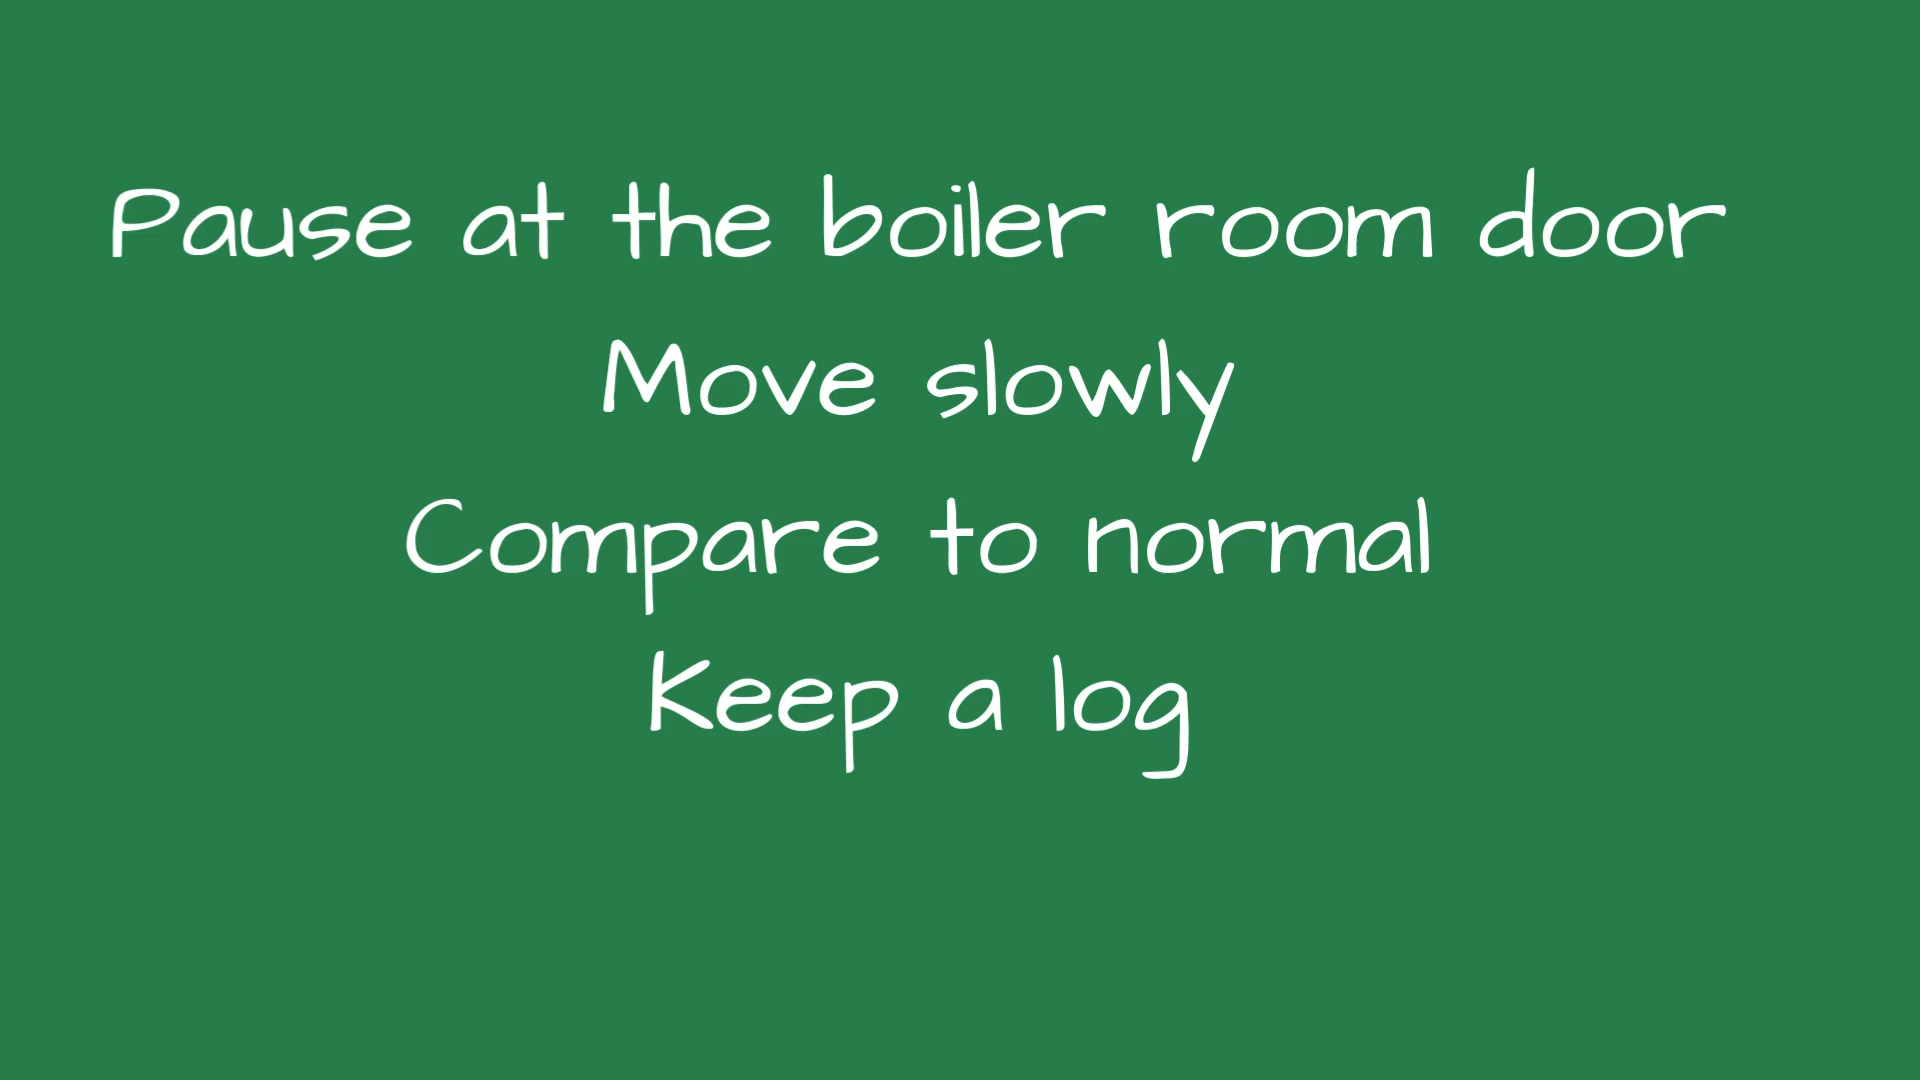 Pause at the boiler room door
Move slowly
Compare to normal
Keep a log